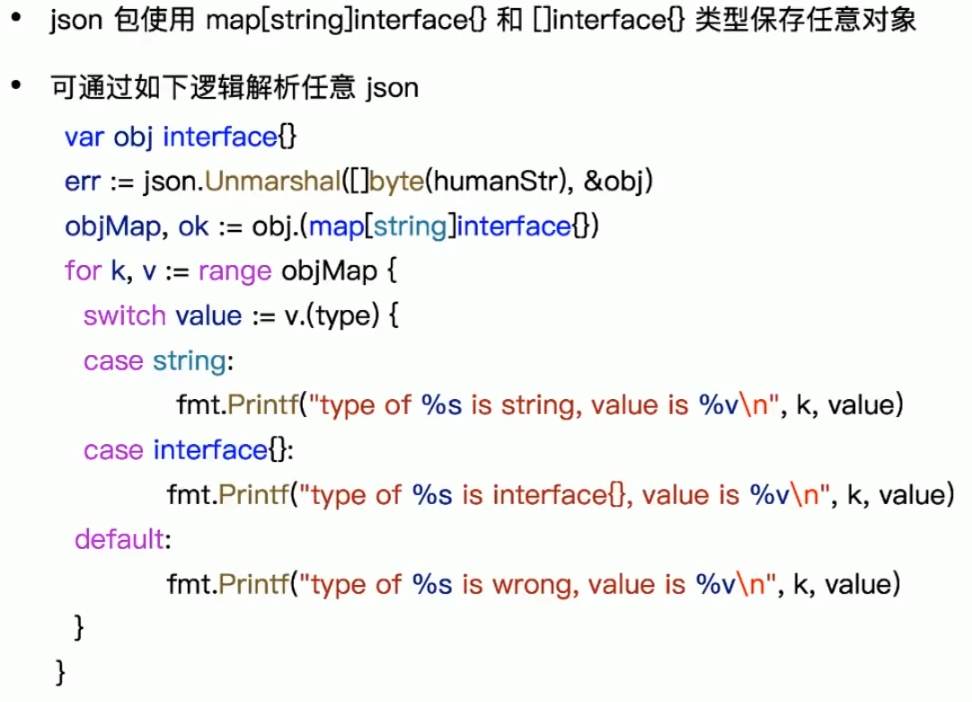 • json 包使用 map[string]interface{} 和 []interface{} 类型保存任意对象
• 可通过如下逻辑解析任意 json
var obj interface{}
err := json.Unmarshal([]byte(humanStr), &obj)
objMap, ok := obj.(map[string]interface{})
for k, v := range objMap {
switch value := v.(type) {
case string:
fmt.Printf("type of %s is string, value is %v\n", k, value)
case interface{}:
fmt.Printf("type of %s is interface{}, value is %v\n", k, value)
default:
fmt.Printf("type of %s is wrong, value is %v\n", k, value)
}
}